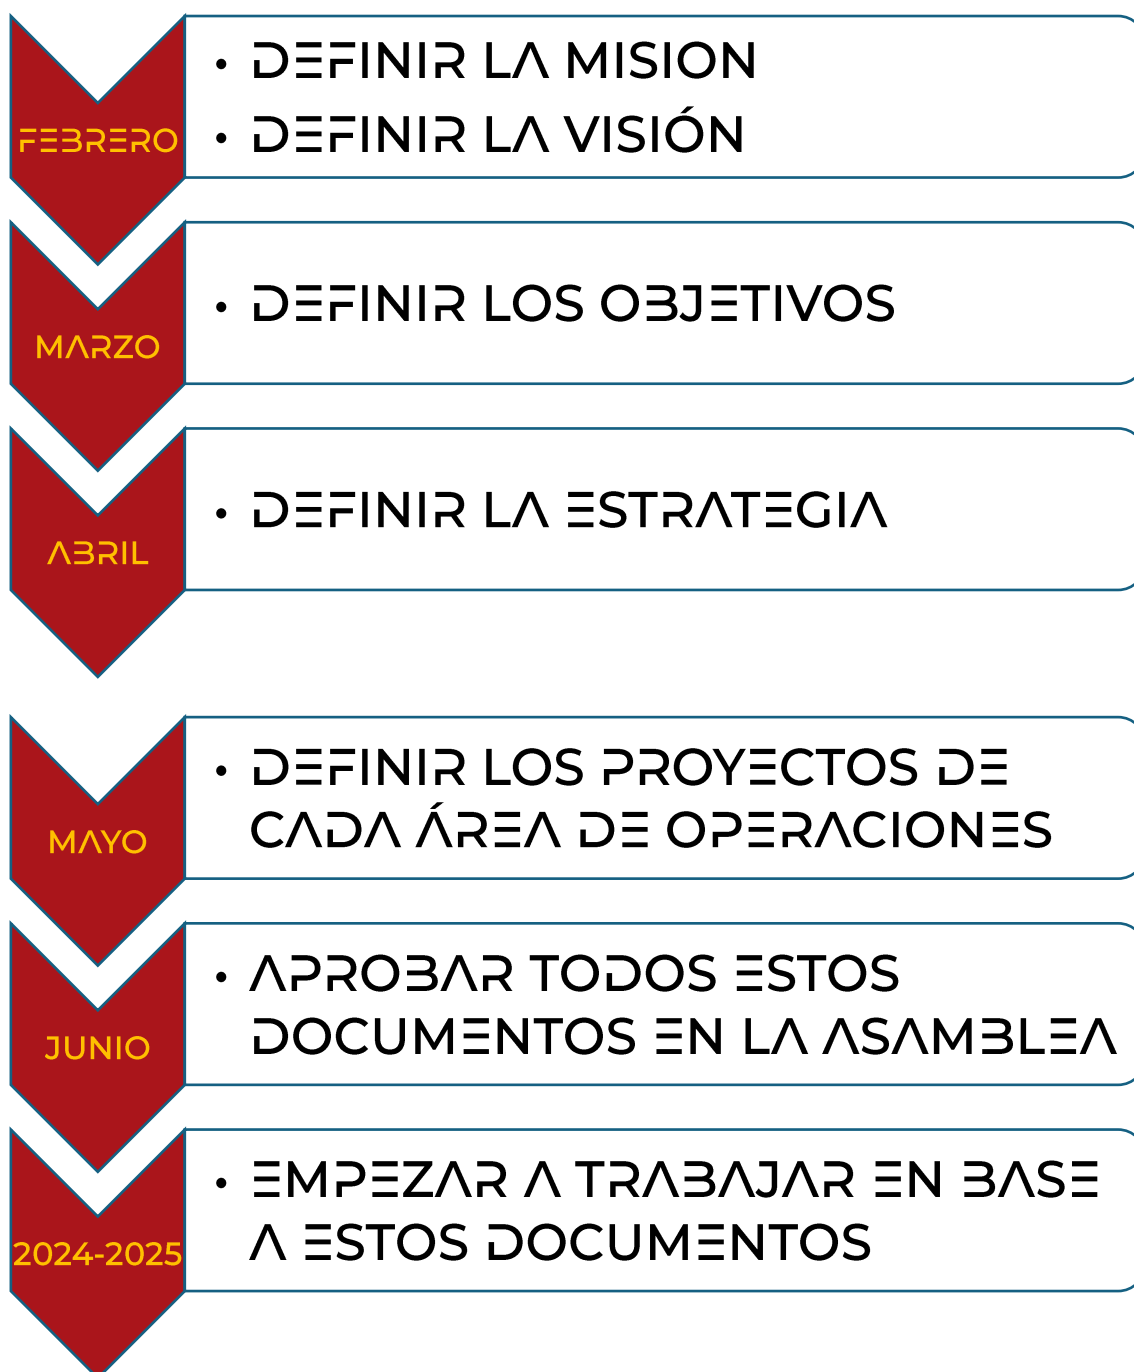 FEBRERO
• DEFINIR LA MISION
• DEFINIR LA VISIÓN
MARZO
• DEFINIR LOS OBJETIVOS
ABRIL
• DEFINIR LA ESTRATEGIA
MAYO
• DEFINIR LOS PROYECTOS DE
CADA ÁREA DE OPERACIONES
JUNIO
• APROBAR TODOS ESTOS
DOCUMENTOS EN LA ASAMBLEA
2024-2025
• EMPEZAR A TRABAJAR EN BASE
A ESTOS DOCUMENTOS